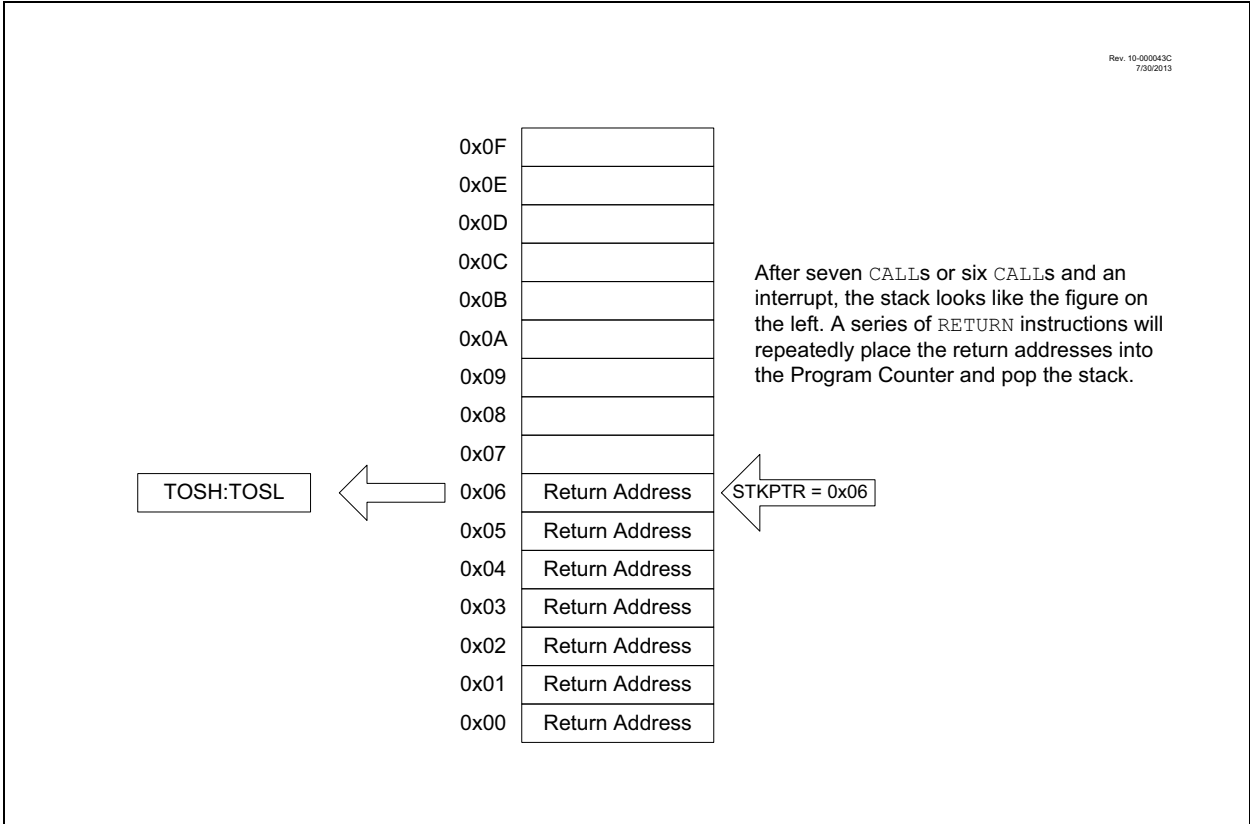 Rev. 10-000043C
7/30/2013
0x0F
0x0E
0x0D
0x0C
0x0B
0x0A
0x09
0x08
0x07
After seven CALLs or six CALLs and an
interrupt, the stack looks like the figure on
the left. A series of RETURN instructions will
repeatedly place the return addresses into
the Program Counter and pop the stack.
TOSH:TOSL
0x06 Return Address
STKPTR = 0x06
0x05 Return Address
0x04 Return Address
0x03 Return Address
0x02 Return Address
0x01 Return Address
0x00 Return Address